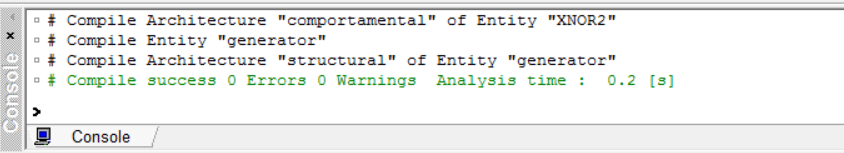 # Compile Architecture "comportamental" of Entity "XNOR2"
# Compile Entity "generator"
# Compile Architecture "structural" of Entity "generator"
# Compile success 0 Errors 0 Warnings  Analysis time :  0.2 [s]
>
Console
Console